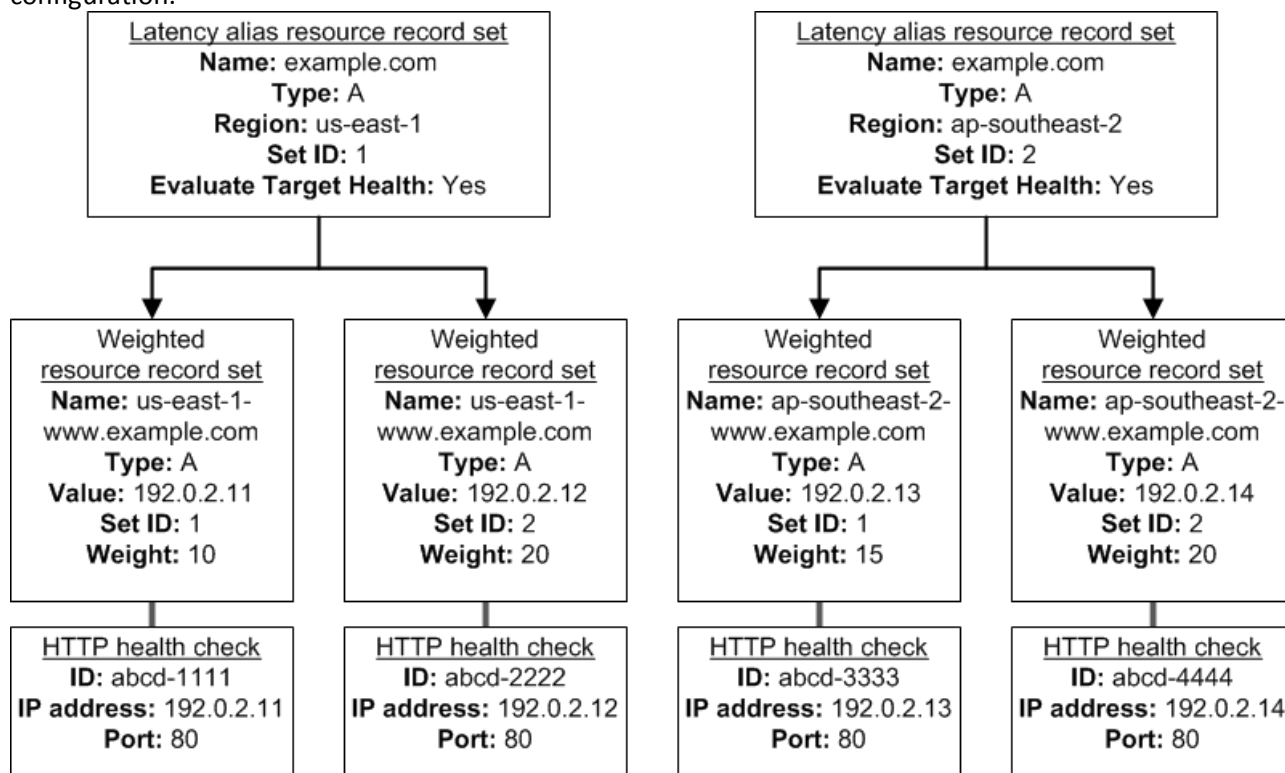 configuration.
Latency alias resource record set
Name: example.com
Type: A
Region: us-east-1
Set ID: 1
Evaluate Target Health: Yes
Latency alias resource record set
Name: example.com
Type: A
Region: ap-southeast-2
Set ID: 2
Evaluate Target Health: Yes
Weighted
resource record set
Name: us-east-1-
www.example.com
Type: A
Value: 192.0.2.11
Set ID: 1
Weight: 10
Weighted
resource record set
Name: us-east-1-
www.example.com
Type: A
Value: 192.0.2.12
Set ID: 2
Weight: 20
Weighted
resource record set
Name: ap-southeast-2-
www.example.com
Type: A
Value: 192.0.2.13
Set ID: 1
Weight: 15
Weighted
resource record set
Name: ap-southeast-2-
www.example.com
Type: A
Value: 192.0.2.14
Set ID: 2
Weight: 20
HTTP health check
ID: abcd-1111
IP address: 192.0.2.11
Port: 80
HTTP health check
ID: abcd-2222
IP address: 192.0.2.12
Port: 80
HTTP health check
ID: abcd-3333
IP address: 192.0.2.13
Port: 80
HTTP health check
ID: abcd-4444
IP address: 192.0.2.14
Port: 80